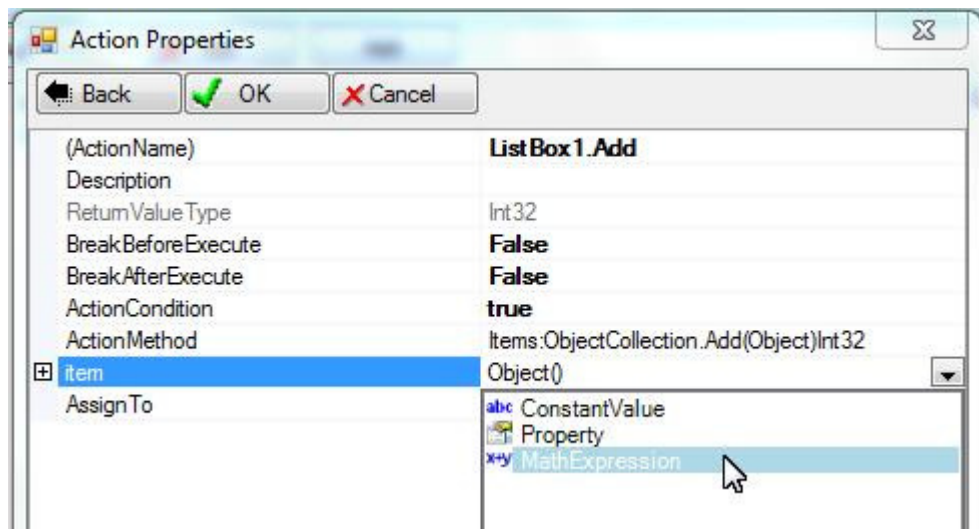 Action Properties
Back OK Cancel
(ActionName) ListBox1.Add
Description
ReturnValueType Int32
BreakBeforeExecute False
BreakAfterExecute False
ActionCondition true
ActionMethod Items:ObjectCollection.Add(Object)Int32
item Object()
AssignTo
abc ConstantValue
Property
x+y MathExpression